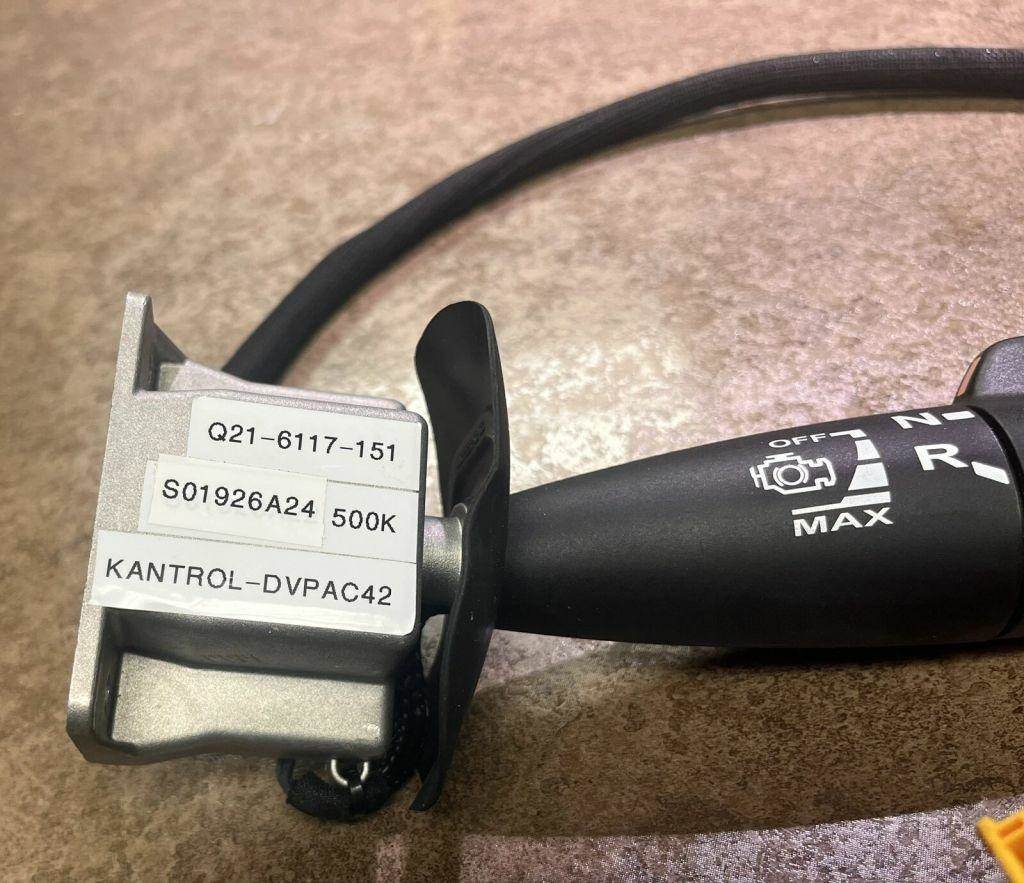 Q21-6117-151
S01926A24 500K
KANTROL-DVPAC42
OFF
MAX
N
R